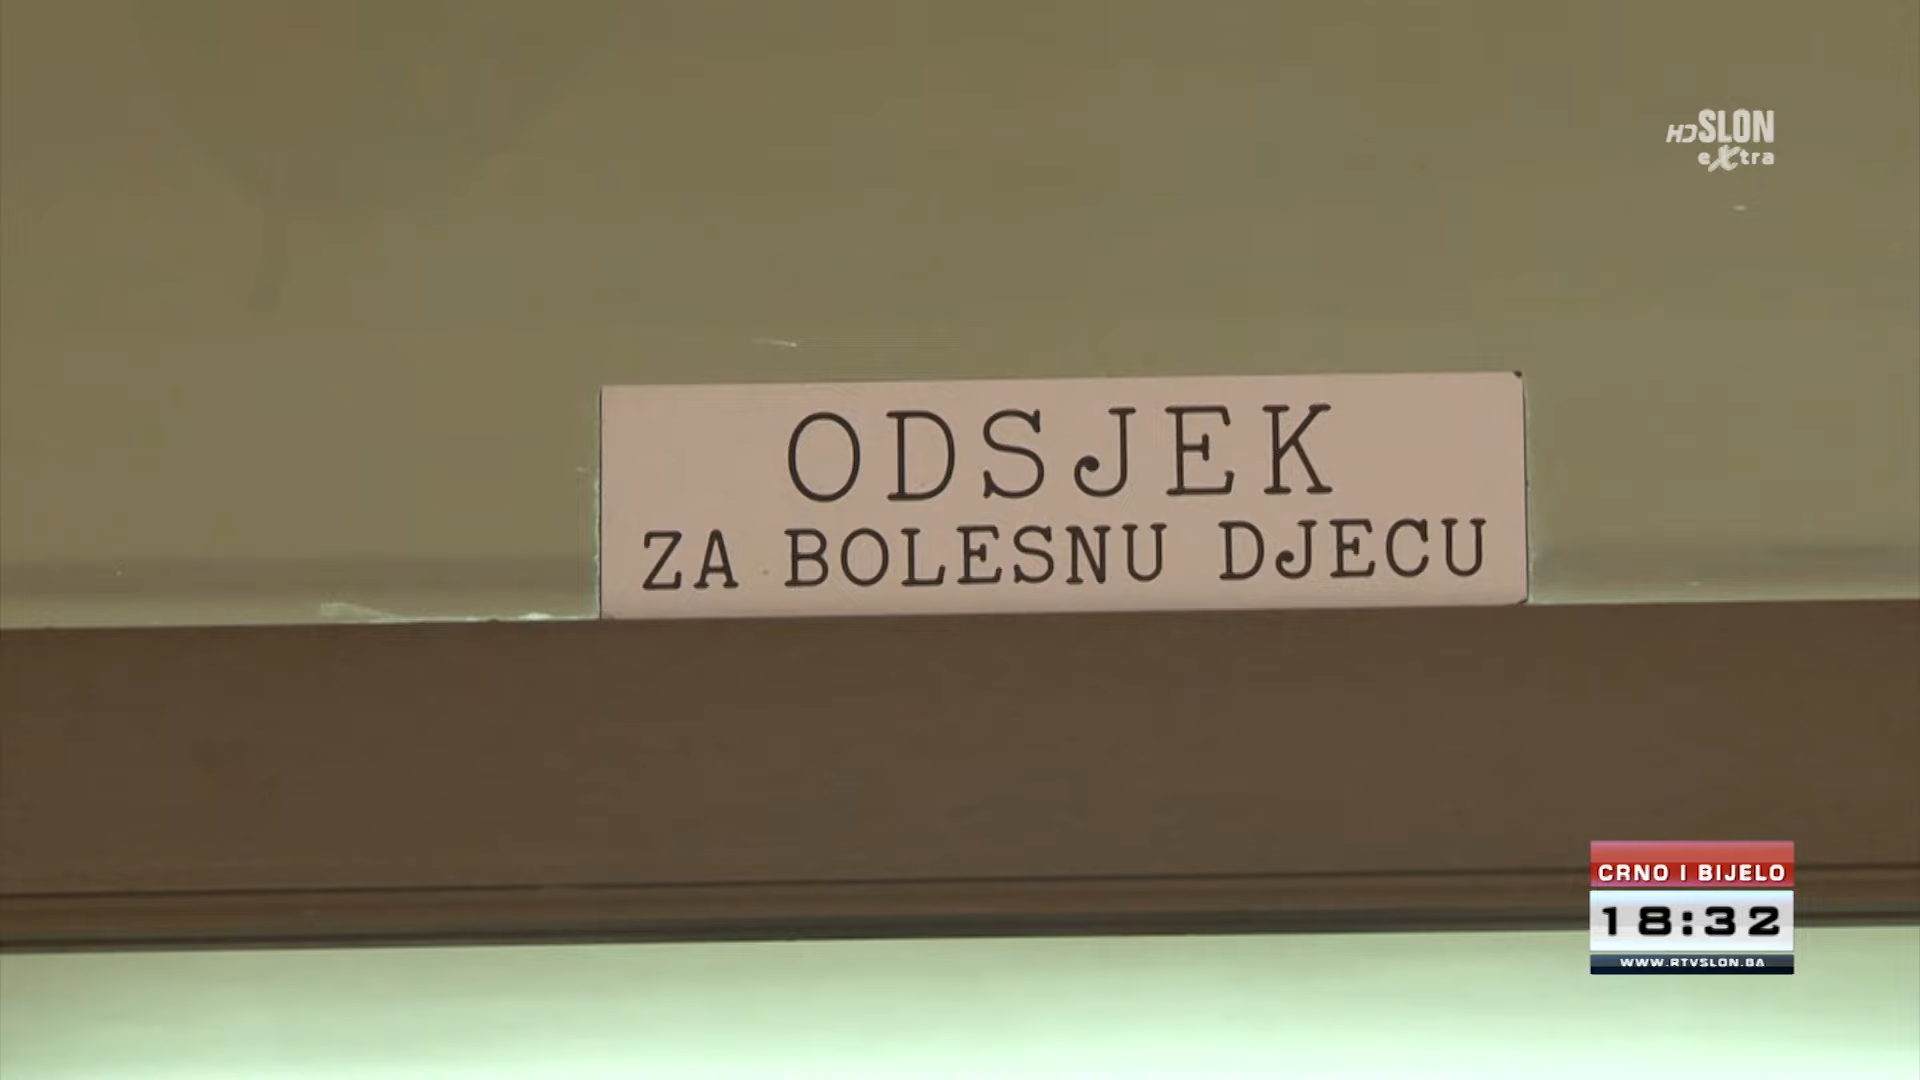 HD SLON
eXtra
ODSJEK
ZA BOLESNU DJECU
CRNO I BIJELO
18:32
WWW.RTVSLON.BA